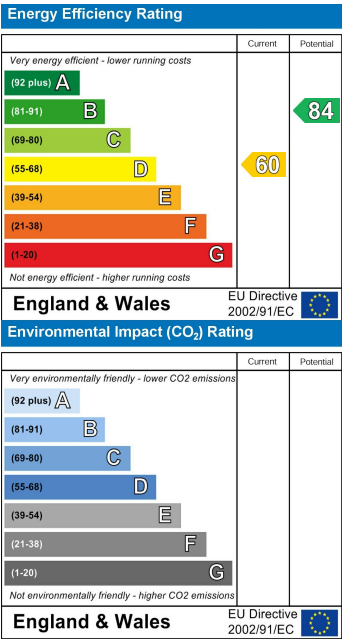 Energy Efficiency Rating
Current Potential
Very energy efficient - lower running costs
(92 plus) A
(81-91) B
84
(69-80) C
(55-68) D
60
(39-54) E
(21-38) F
(1-20) G
Not energy efficient - higher running costs
England & Wales
EU Directive
2002/91/EC
Environmental Impact (CO₂) Rating
Current Potential
Very environmentally friendly - lower CO2 emissions
(92 plus) A
(81-91) B
(69-80) C
(55-68) D
(39-54) E
(21-38) F
(1-20) G
Not environmentally friendly - higher CO2 emissions
England & Wales
EU Directive
2002/91/EC